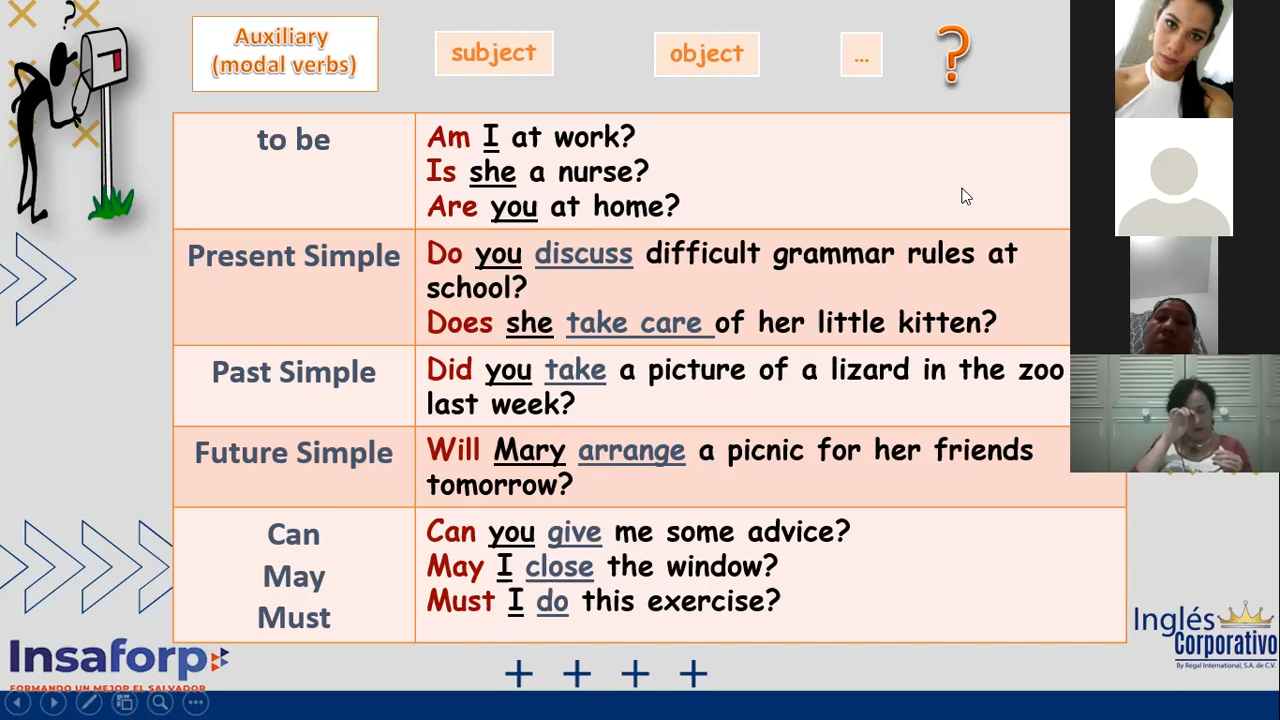 ?
Auxiliary
(modal verbs)
subject
object
...
?
to be
Am I at work?
Is she a nurse?
Are you at home?
Present Simple
Do you discuss difficult grammar rules at
school?
Does she take care of her little kitten?
Past Simple
Did you take a picture of a lizard in the zoo
last week?
Future Simple
Will Mary arrange a picnic for her friends
tomorrow?
Can
May
Must
Can you give me some advice?
May I close the window?
Must I do this exercise?
Insaforp
FORMANDO UN MEJOR EL SALVADOR
Inglés
Corporativo
By Regal International, S.A. de C.V.